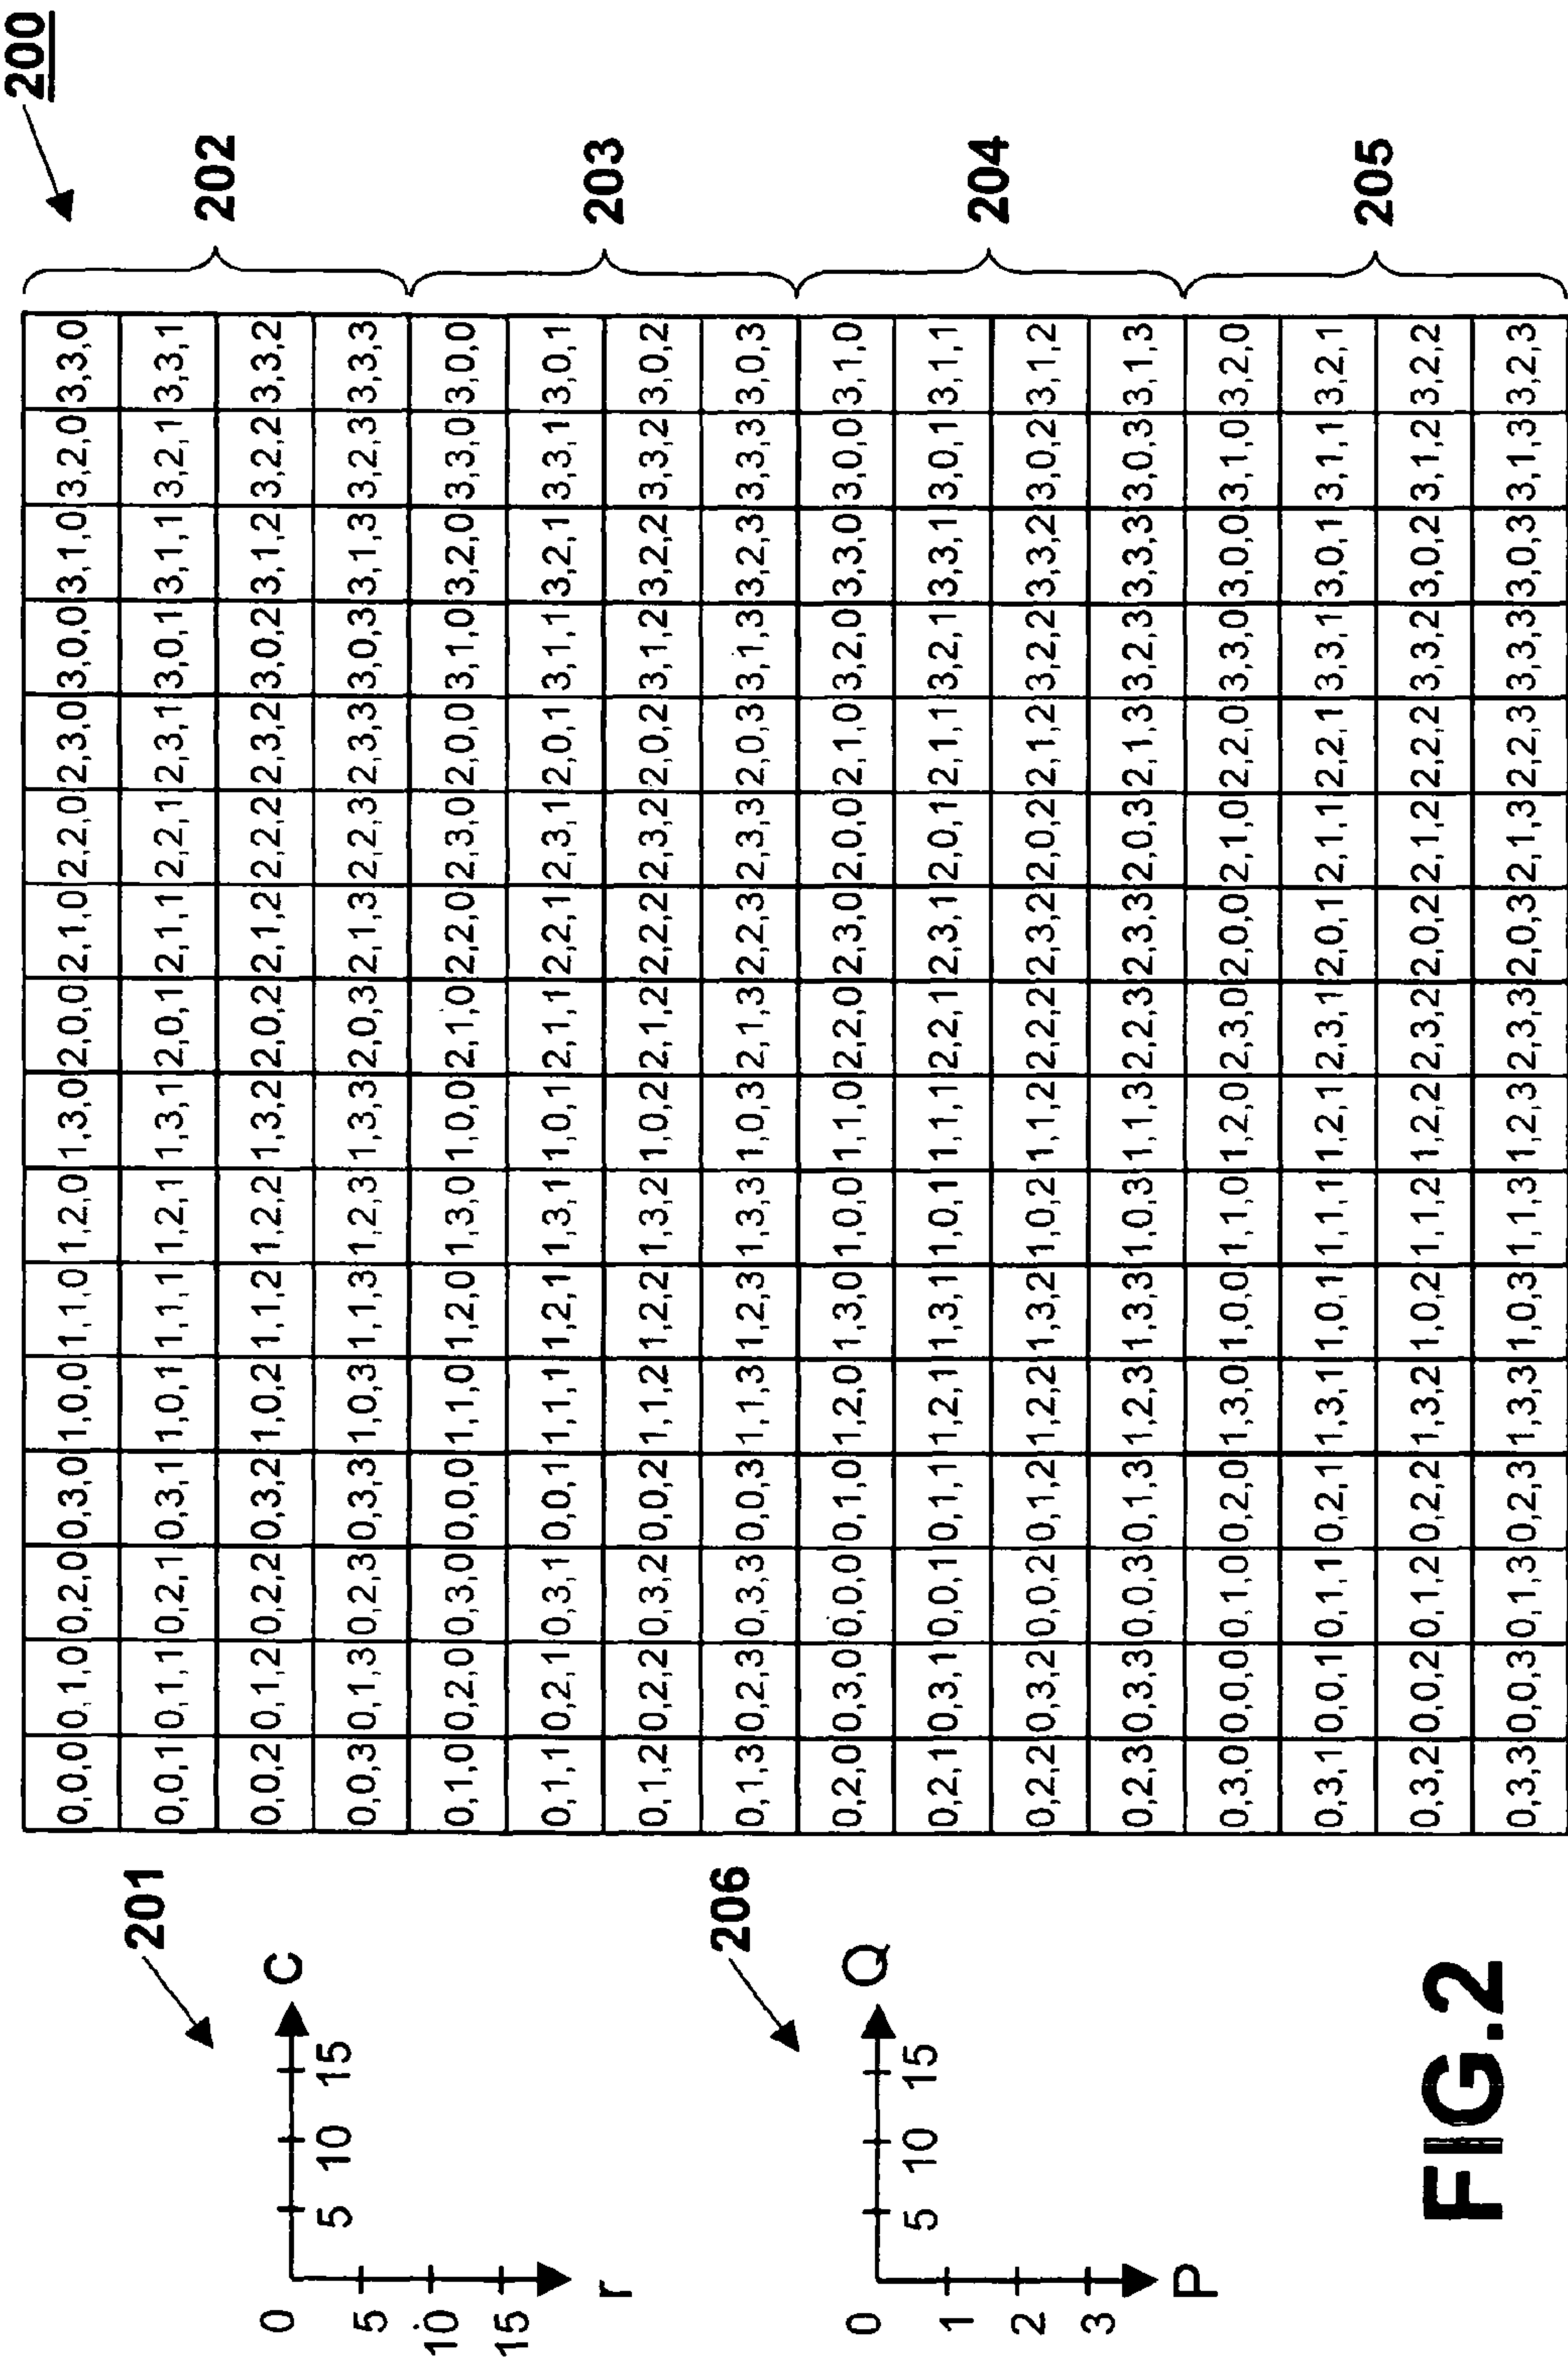 200
0,0,0 0,1,0 0,2,0 0,3,0 1,0,0 1,1,0 1,2,0 1,3,0 2,0,0 2,1,0 2,2,0 2,3,0 3,0,0 3,1,0 3,2,0 3,3,0
0,0,1 0,1,1 0,2,1 0,3,1 1,0,1 1,1,1 1,2,1 1,3,1 2,0,1 2,1,1 2,2,1 2,3,1 3,0,1 3,1,1 3,2,1 3,3,1
0,0,2 0,1,2 0,2,2 0,3,2 1,0,2 1,1,2 1,2,2 1,3,2 2,0,2 2,1,2 2,2,2 2,3,2 3,0,2 3,1,2 3,2,2 3,3,2
0,0,3 0,1,3 0,2,3 0,3,3 1,0,3 1,1,3 1,2,3 1,3,3 2,0,3 2,1,3 2,2,3 2,3,3 3,0,3 3,1,3 3,2,3 3,3,3
0,1,0 0,2,0 0,3,0 0,0,0 1,1,0 1,2,0 1,3,0 1,0,0 2,1,0 2,2,0 2,3,0 2,0,0 3,1,0 3,2,0 3,3,0 3,0,0
0,1,1 0,2,1 0,3,1 0,0,1 1,1,1 1,2,1 1,3,1 1,0,1 2,1,1 2,2,1 2,3,1 2,0,1 3,1,1 3,2,1 3,3,1 3,0,1
0,1,2 0,2,2 0,3,2 0,0,2 1,1,2 1,2,2 1,3,2 1,0,2 2,1,2 2,2,2 2,3,2 2,0,2 3,1,2 3,2,2 3,3,2 3,0,2
0,1,3 0,2,3 0,3,3 0,0,3 1,1,3 1,2,3 1,3,3 1,0,3 2,1,3 2,2,3 2,3,3 2,0,3 3,1,3 3,2,3 3,3,3 3,0,3
0,2,0 0,3,0 0,0,0 0,1,0 1,2,0 1,3,0 1,0,0 1,1,0 2,2,0 2,3,0 2,0,0 2,1,0 3,2,0 3,3,0 3,0,0 3,1,0
0,2,1 0,3,1 0,0,1 0,1,1 1,2,1 1,3,1 1,0,1 1,1,1 2,2,1 2,3,1 2,0,1 2,1,1 3,2,1 3,3,1 3,0,1 3,1,1
0,2,2 0,3,2 0,0,2 0,1,2 1,2,2 1,3,2 1,0,2 1,1,2 2,2,2 2,3,2 2,0,2 2,1,2 3,2,2 3,3,2 3,0,2 3,1,2
0,2,3 0,3,3 0,0,3 0,1,3 1,2,3 1,3,3 1,0,3 1,1,3 2,2,3 2,3,3 2,0,3 2,1,3 3,2,3 3,3,3 3,0,3 3,1,3
0,3,0 0,0,0 0,1,0 0,2,0 1,3,0 1,0,0 1,1,0 1,2,0 2,3,0 2,0,0 2,1,0 2,2,0 3,3,0 3,0,0 3,1,0 3,2,0
0,3,1 0,0,1 0,1,1 0,2,1 1,3,1 1,0,1 1,1,1 1,2,1 2,3,1 2,0,1 2,1,1 2,2,1 3,3,1 3,0,1 3,1,1 3,2,1
0,3,2 0,0,2 0,1,2 0,2,2 1,3,2 1,0,2 1,1,2 1,2,2 2,3,2 2,0,2 2,1,2 2,2,2 3,3,2 3,0,2 3,1,2 3,2,2
0,3,3 0,0,3 0,1,3 0,2,3 1,3,3 1,0,3 1,1,3 1,2,3 2,3,3 2,0,3 2,1,3 2,2,3 3,3,3 3,0,3 3,1,3 3,2,3
202
203
204
205
201
0 C
5 10 15
5
10
15
r
206
0 Q
5 10 15
1
2
3
P
FIG.2